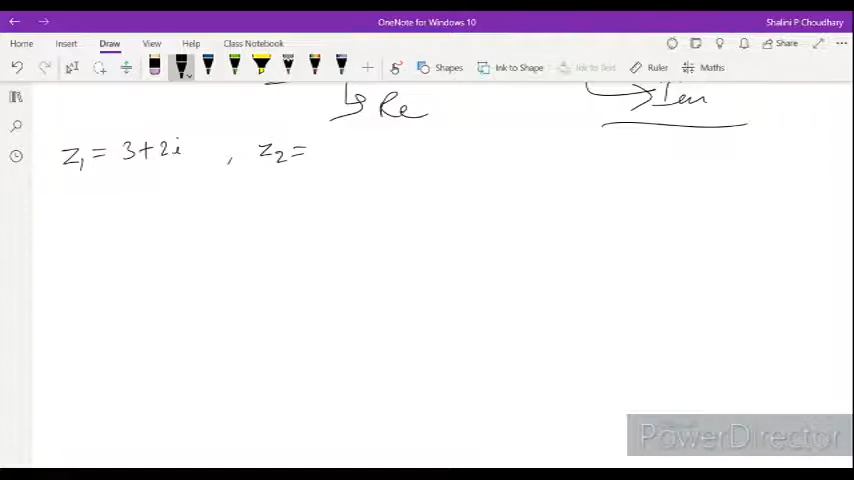 OneNote for Windows 10
Shalini P Choudhary
Home Insert Draw View Help Class Notebook Share
Shapes Ink to Shape Ink to Text Ruler Maths
Re Im
z₁ = 3+2i , z₂ =
PowerDirector